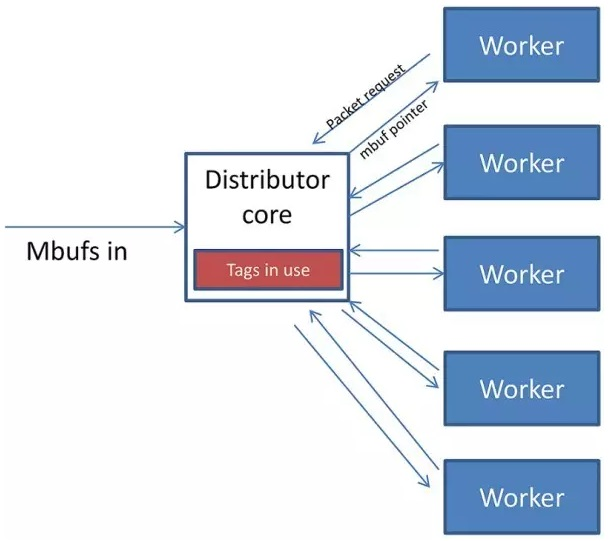 Worker
Packet request
mbuf pointer
Worker
Distributor
core
Mbufs in
Tags in use
Worker
Worker
Worker